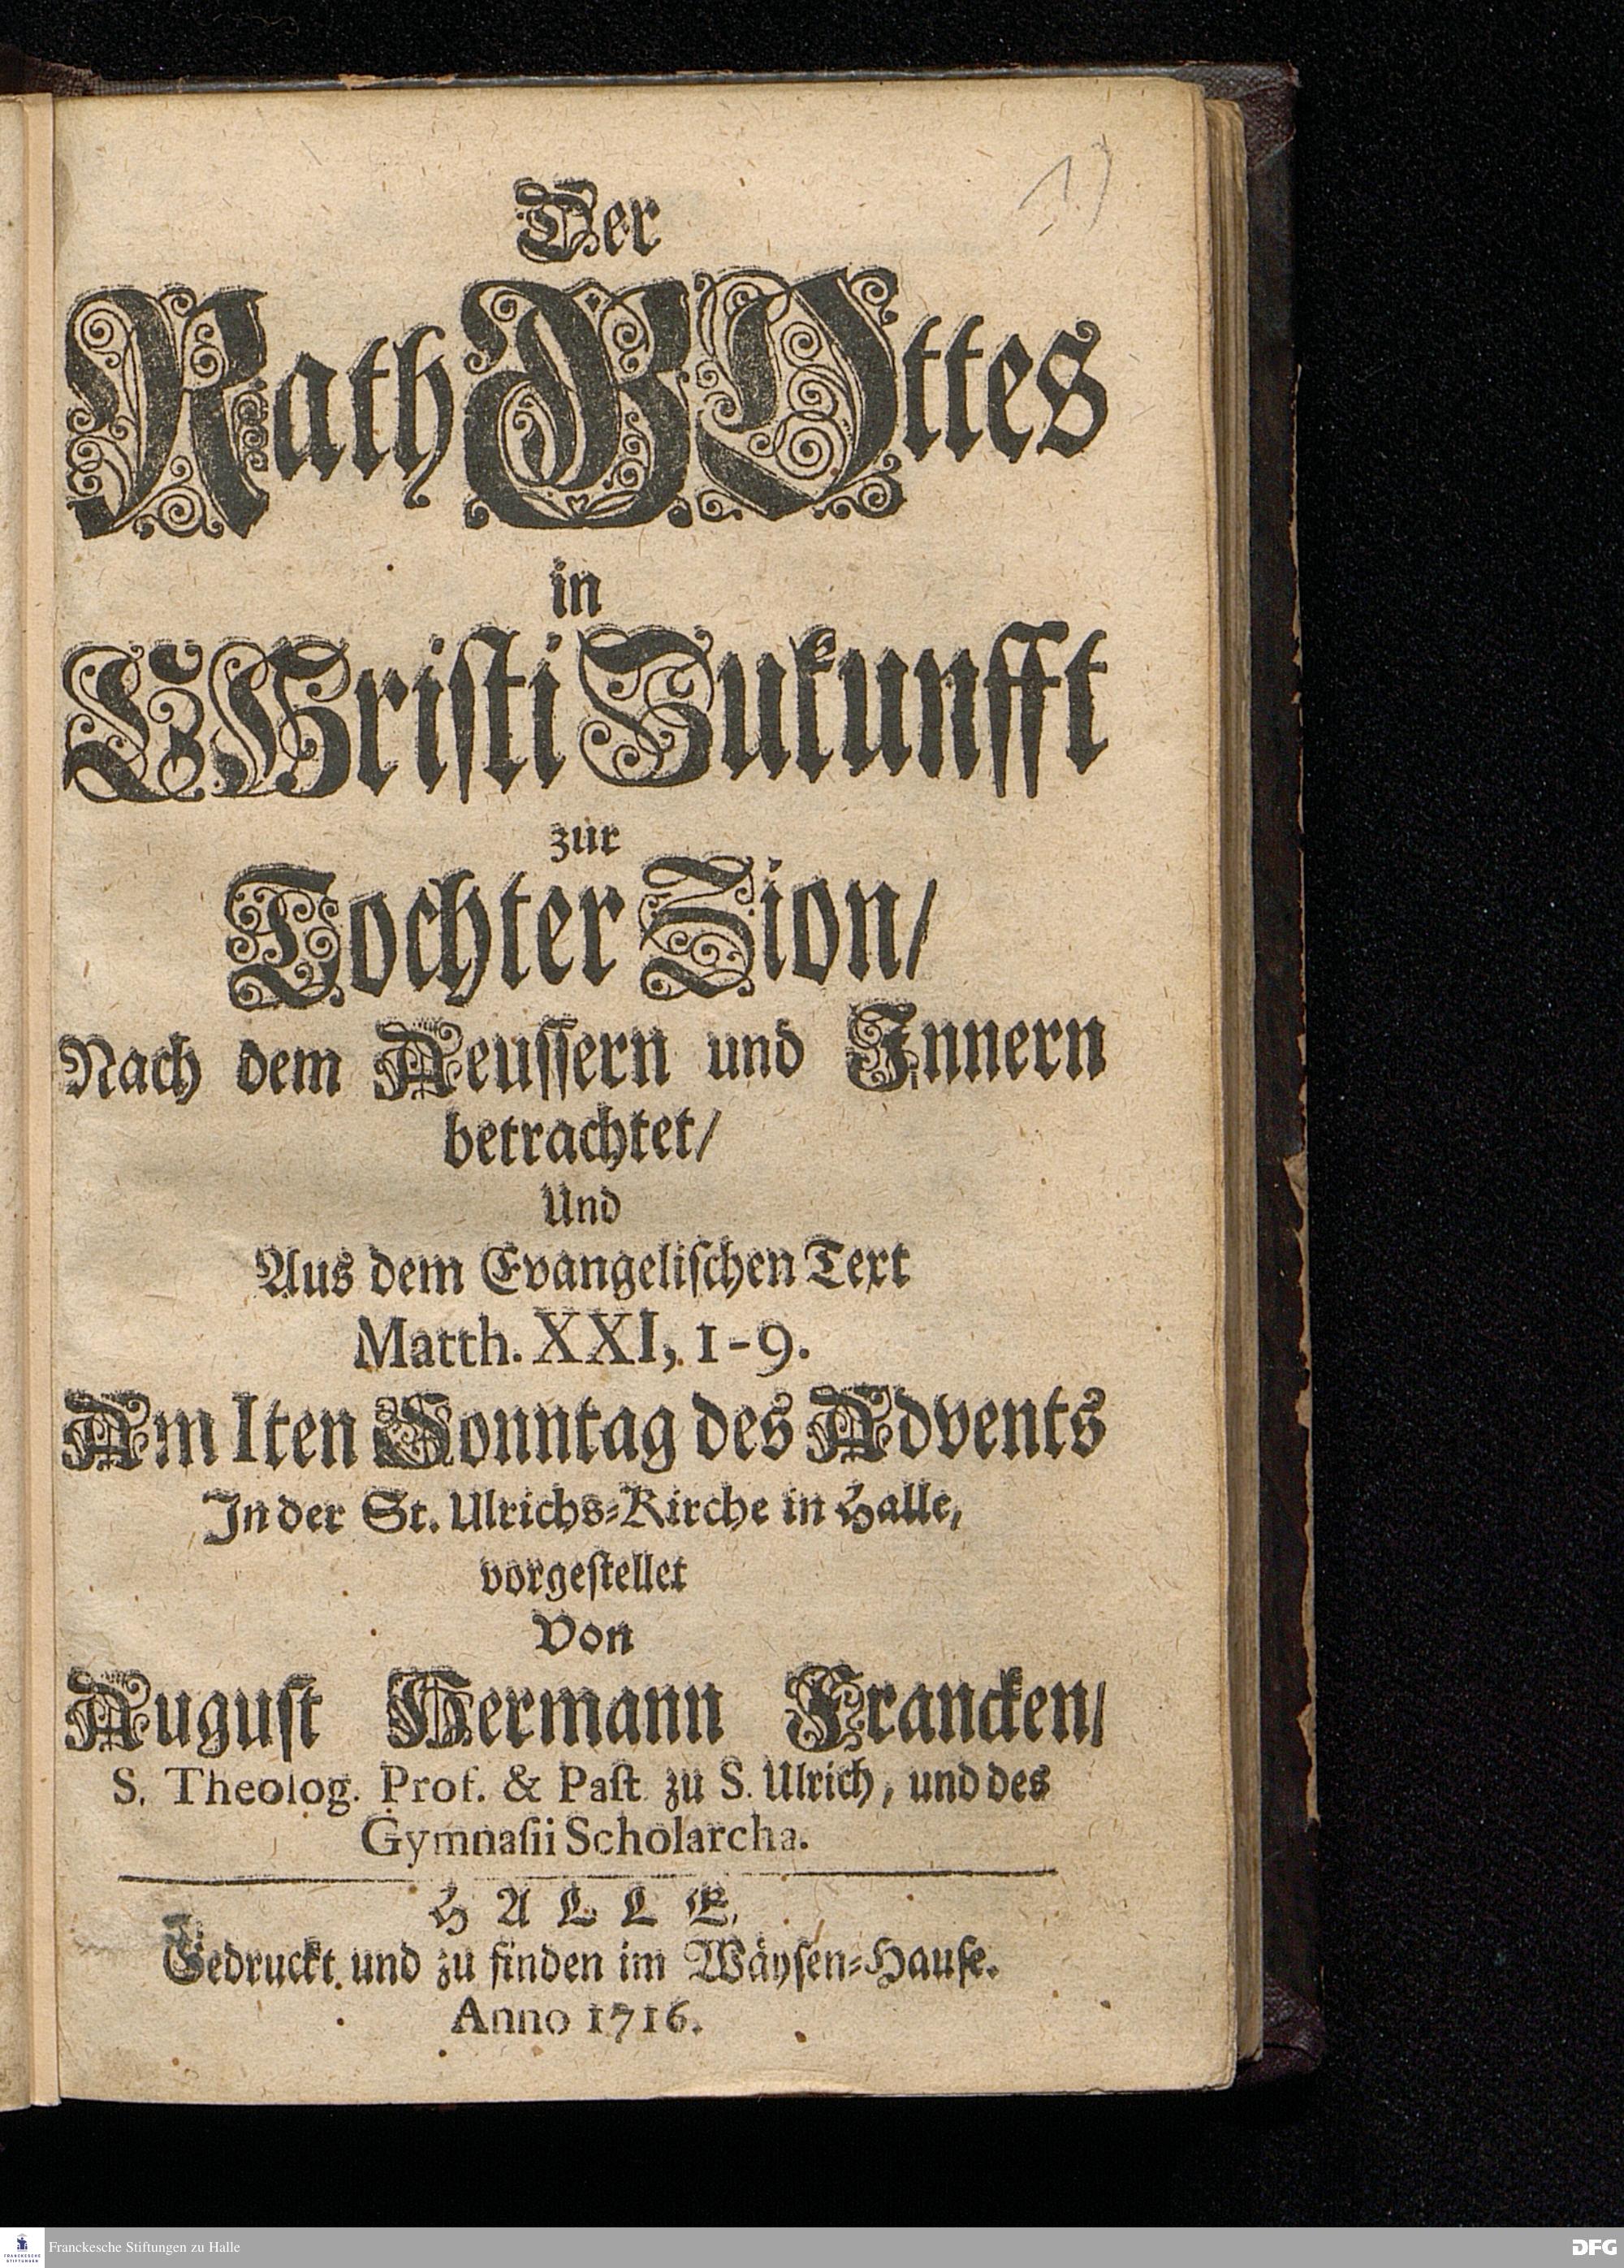 1)
Der
Rath GOttes
in
CHristi Zukunfft
zur
Tochter Zion/
Nach dem Aeussern und Innern
betrachtet/
Und
Aus dem Evangelischen Text
Matth. XXI, 1-9.
Am Iten Sonntag des Advents
In der St. Ulrichs-Kirche in Halle,
vorgestellet
Von
August Hermann Francken/
S. Theolog. Prof. & Past. zu S. Ulrich, und des
Gymnasii Scholarcha.
HALLE,
Gedruckt und zu finden im Wäysen-Hause.
Anno 1716.
FRANCKESCHE STIFTUNGEN
Franckesche Stiftungen zu Halle
DFG